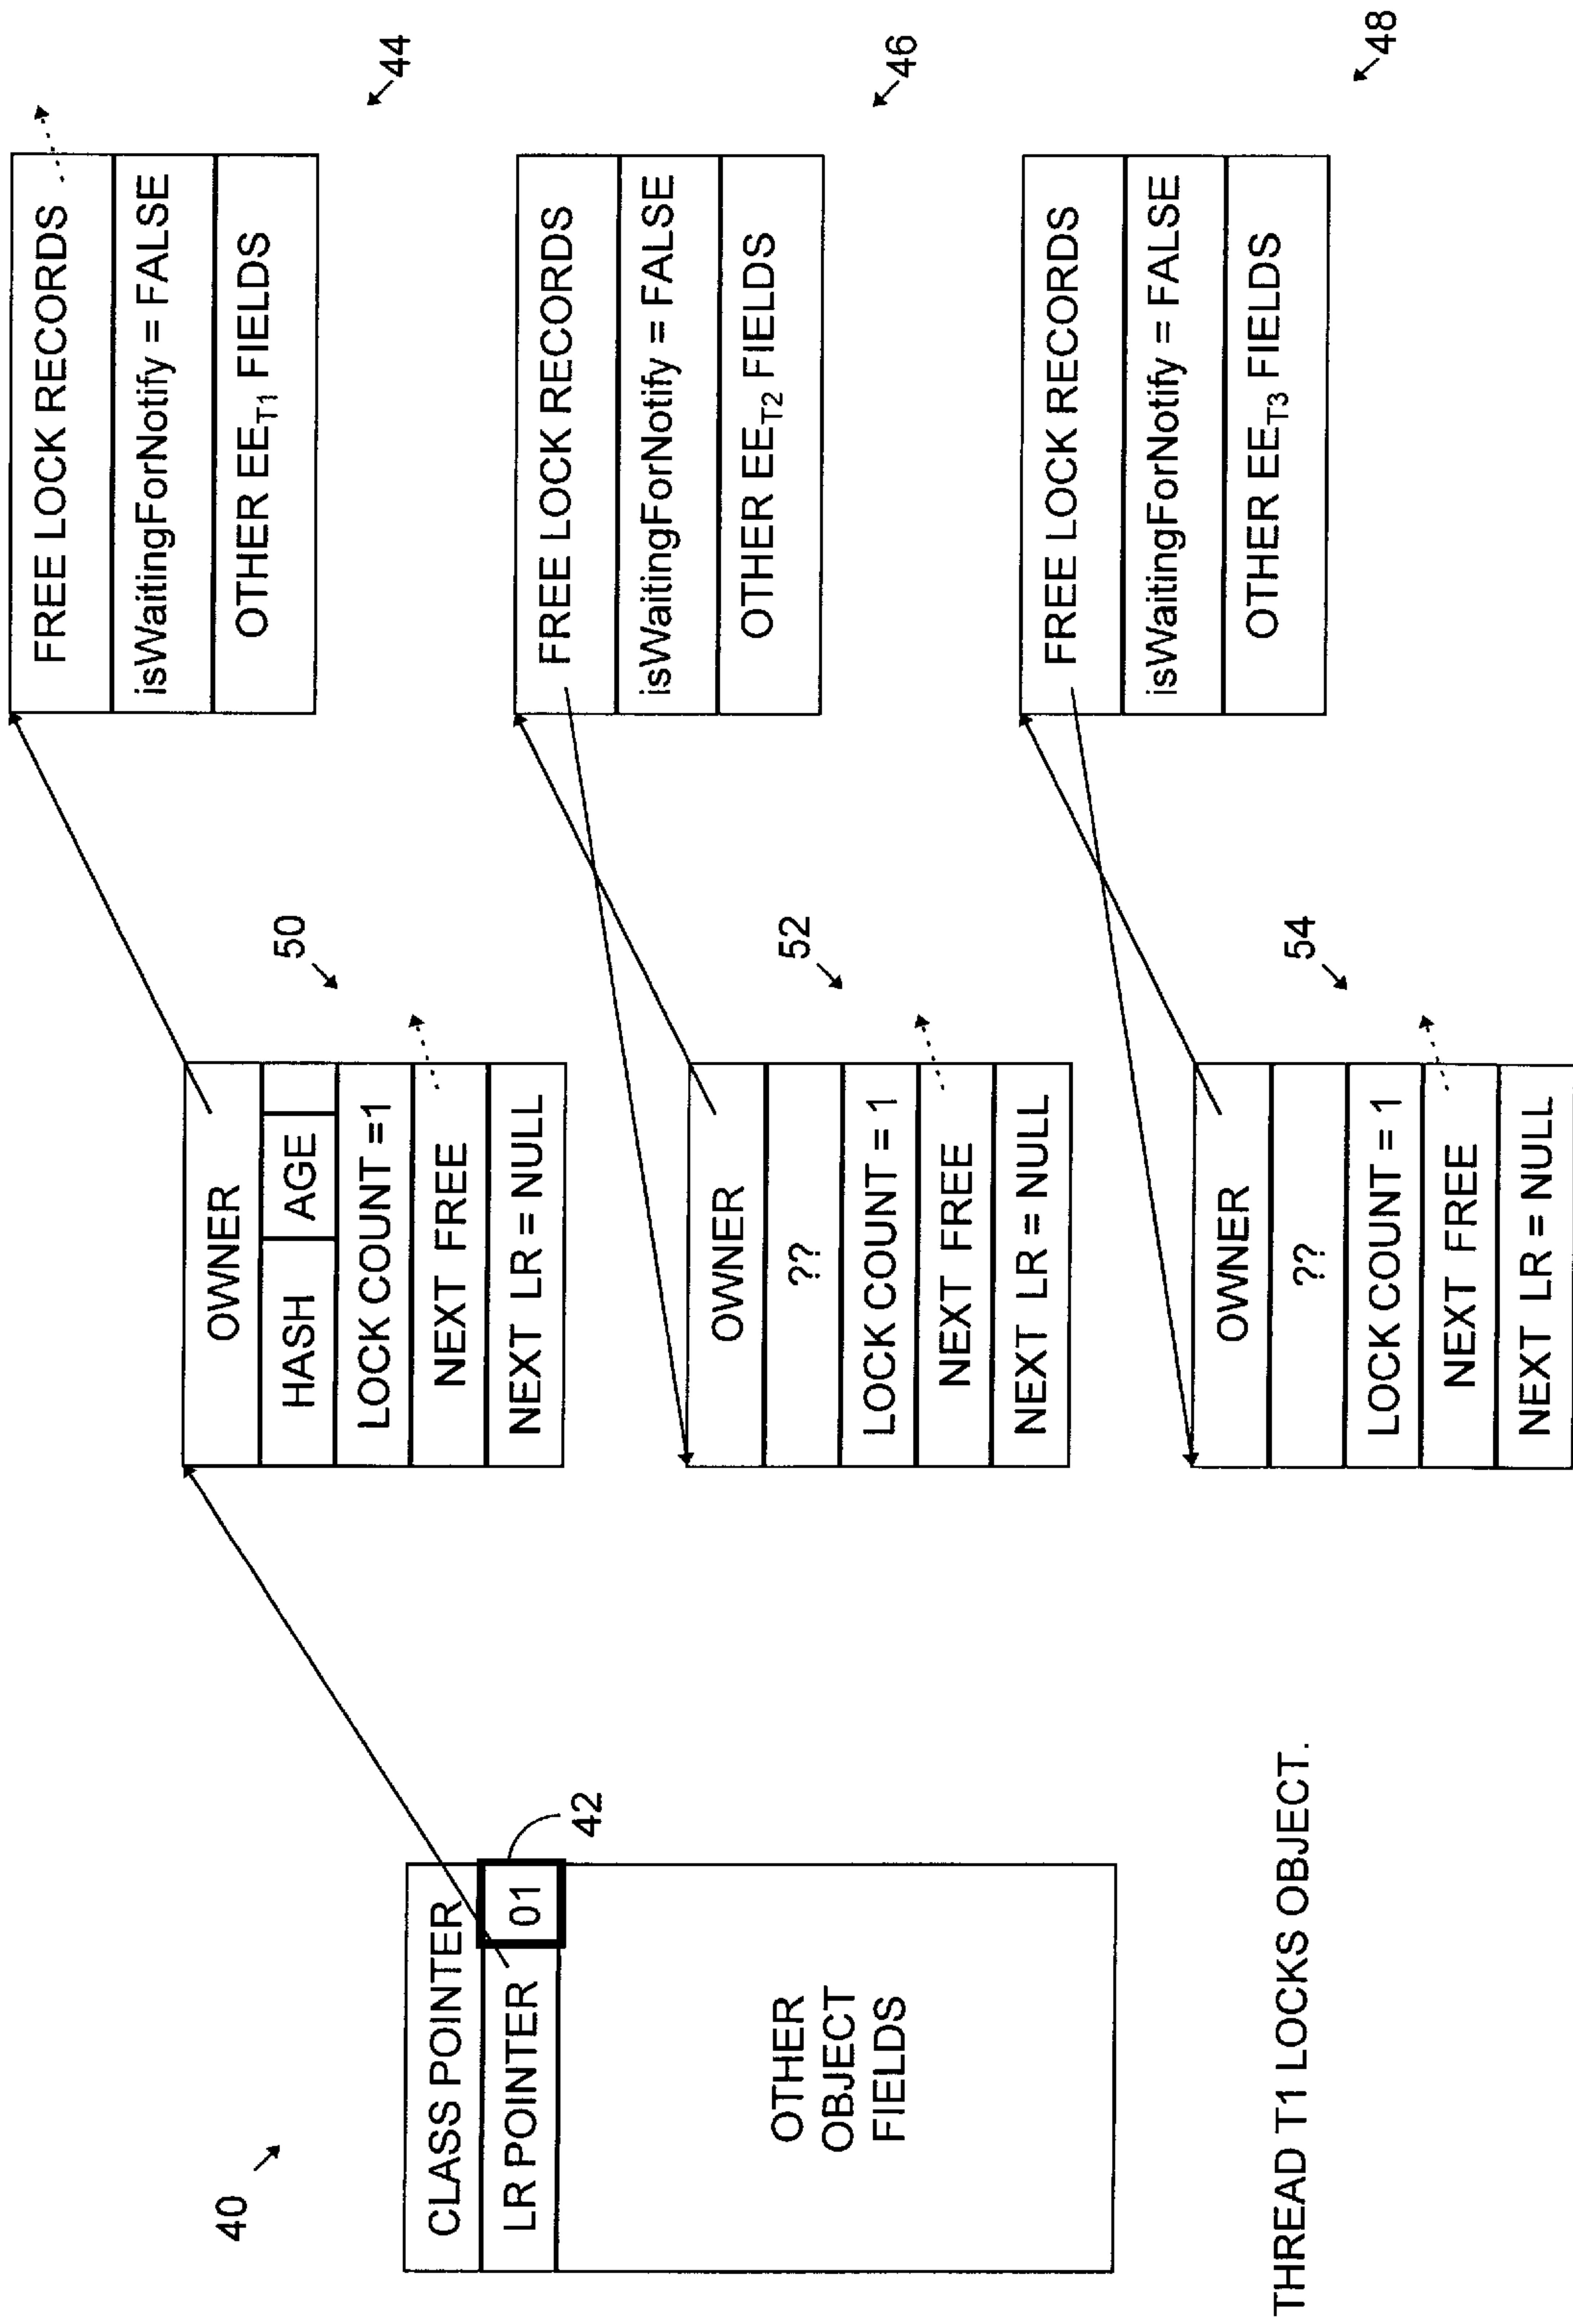 40
CLASS POINTER
LR POINTER
01
42
OTHER
OBJECT
FIELDS
THREAD T1 LOCKS OBJECT.
50
OWNER
HASH
AGE
LOCK COUNT =1
NEXT FREE
NEXT LR = NULL
52
OWNER
??
LOCK COUNT = 1
NEXT FREE
NEXT LR = NULL
54
OWNER
??
LOCK COUNT = 1
NEXT FREE
NEXT LR = NULL
FREE LOCK RECORDS
isWaitingForNotify = FALSE
OTHER EET1 FIELDS
44
FREE LOCK RECORDS
isWaitingForNotify = FALSE
OTHER EET2 FIELDS
46
FREE LOCK RECORDS
isWaitingForNotify = FALSE
OTHER EET3 FIELDS
48